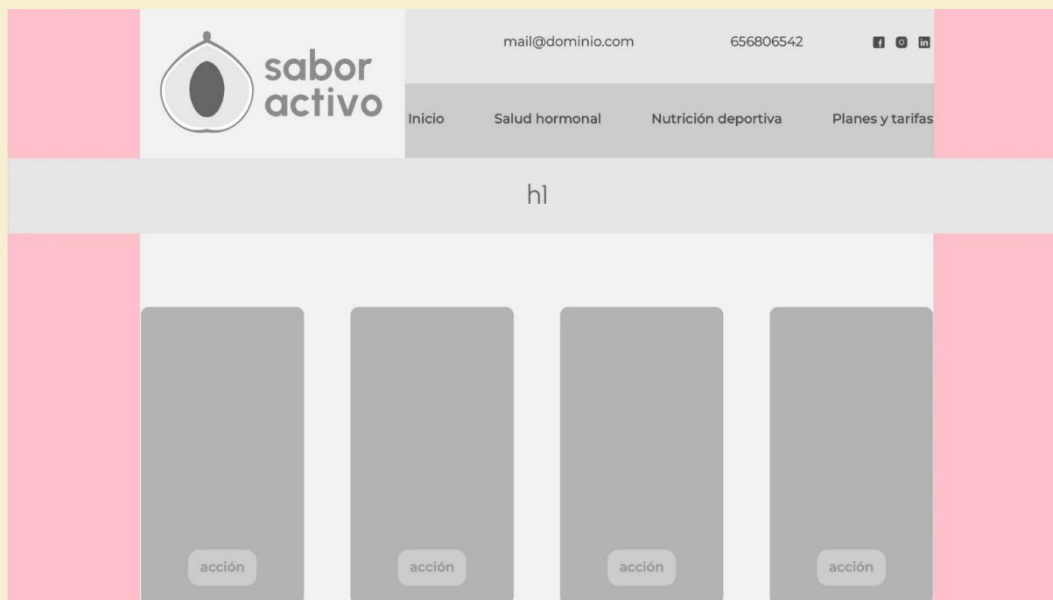 sabor
activo
mail@dominio.com 656806542
Inicio Salud hormonal Nutrición deportiva Planes y tarifas
h1
acción acción acción acción